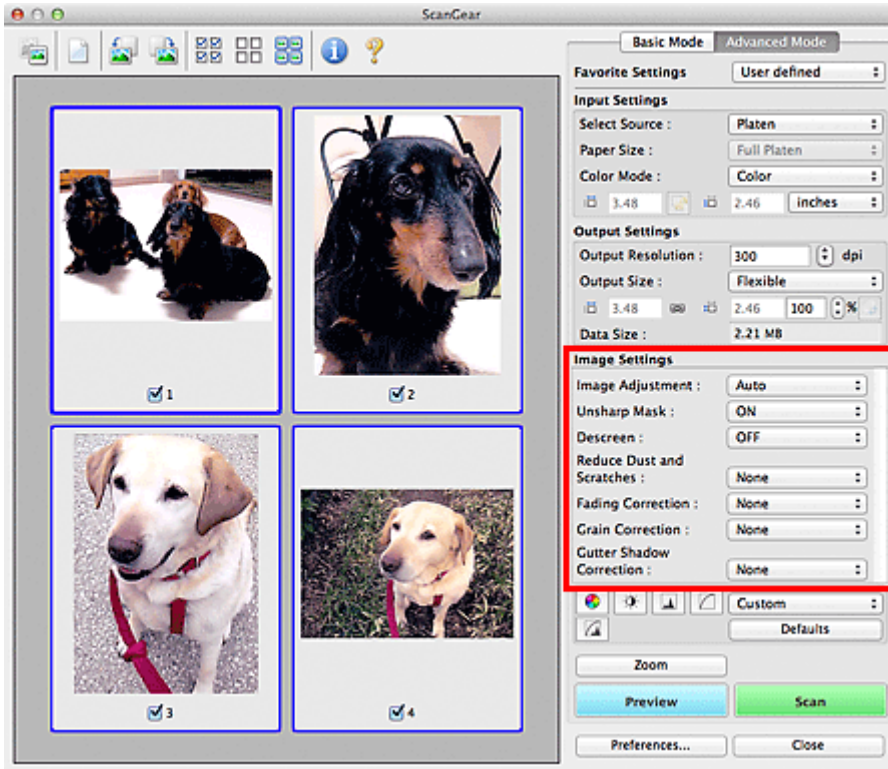 ScanGear
Basic Mode Advanced Mode
Favorite Settings User defined
Input Settings
Select Source : Platen
Paper Size : Full Platen
Color Mode : Color
3.48 2.46 inches
Output Settings
Output Resolution : 300 dpi
Output Size : Flexible
3.48 2.46 100 %
Data Size : 2.21 MB
Image Settings
Image Adjustment : Auto
Unsharp Mask : ON
Descreen : OFF
Reduce Dust and
Scratches : None
Fading Correction : None
Grain Correction : None
Gutter Shadow
Correction : None
Custom
Defaults
Zoom
Preview Scan
Preferences... Close
1
2
3
4